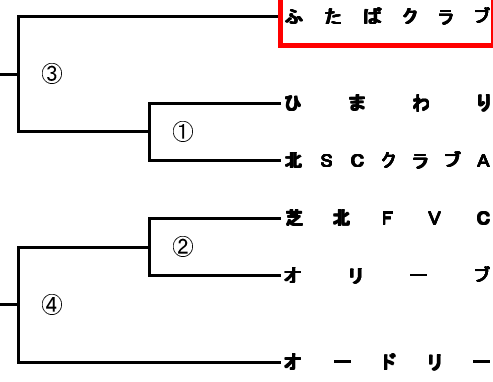 ふたばクラブ
③
ひまわり
①
北SCクラブA
芝北FVC
②
オリーブ
④
オードリー